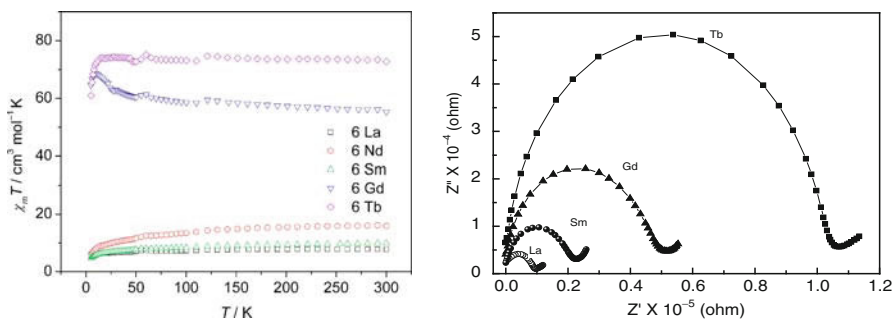 80
60
40
20
0
0 50 100 150 200 250 300
χₘT / cm³ mol⁻¹ K
T / K
6 La
6 Nd
6 Sm
6 Gd
6 Tb
5
4
3
2
1
0
0.0 0.2 0.4 0.6 0.8 1.0 1.2
Z" X 10⁻⁴ (ohm)
Z' X 10⁻⁵ (ohm)
Tb
Gd
Sm
La